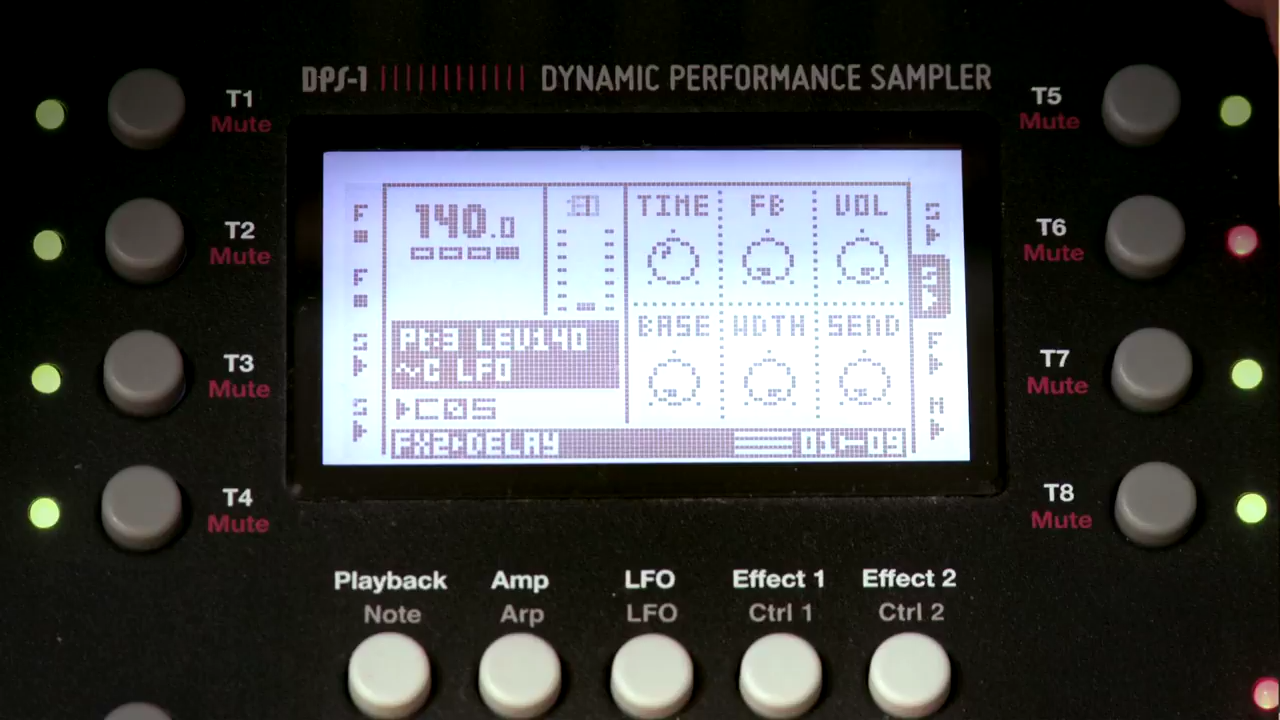 DPS-1 DYNAMIC PERFORMANCE SAMPLER
T1
Mute
T2
Mute
T3
Mute
T4
Mute
140.0
TIME FB VOL
BASE WDTH SEND
LFO
FX2 DELAY
T5
Mute
T6
Mute
T7
Mute
T8
Mute
Playback Amp LFO Effect 1 Effect 2
Note Arp LFO Ctrl 1 Ctrl 2